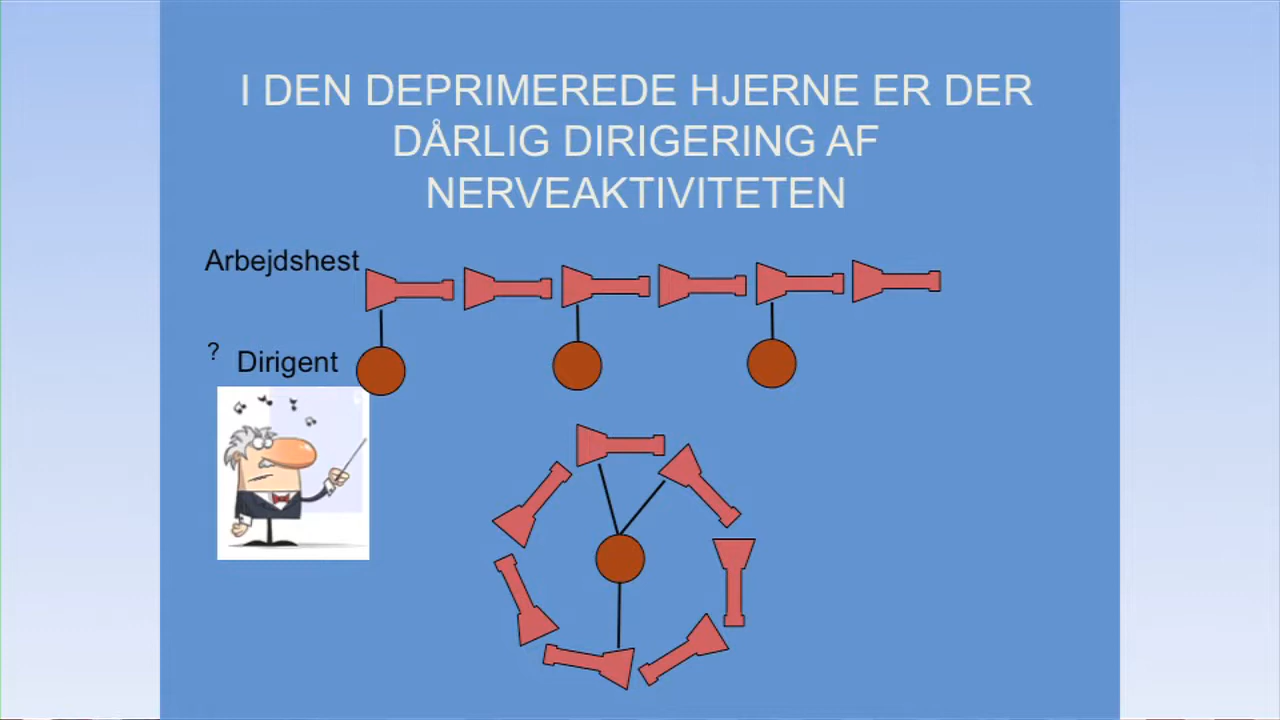 I DEN DEPRIMEREDE HJERNE ER DER
DÅRLIG DIRIGERING AF
NERVEAKTIVITETEN
Arbejdshest
?
Dirigent